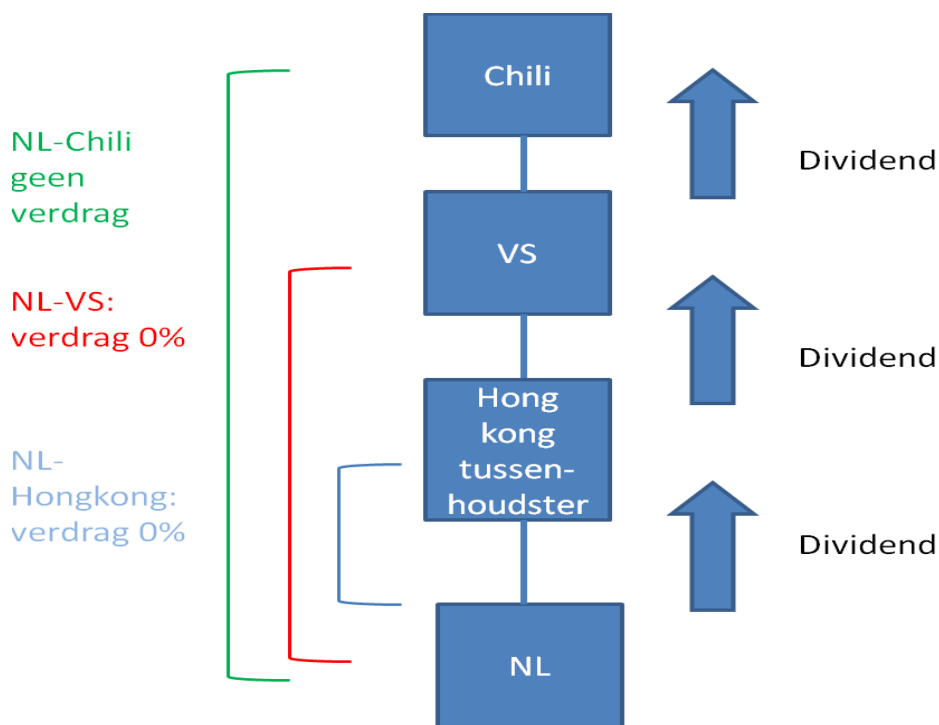 Chili
NL-Chili
geen
verdrag
Dividend
VS
NL-VS:
verdrag 0%
Dividend
Hong
kong
tussen-
houdster
NL-
Hongkong:
verdrag 0%
Dividend
NL